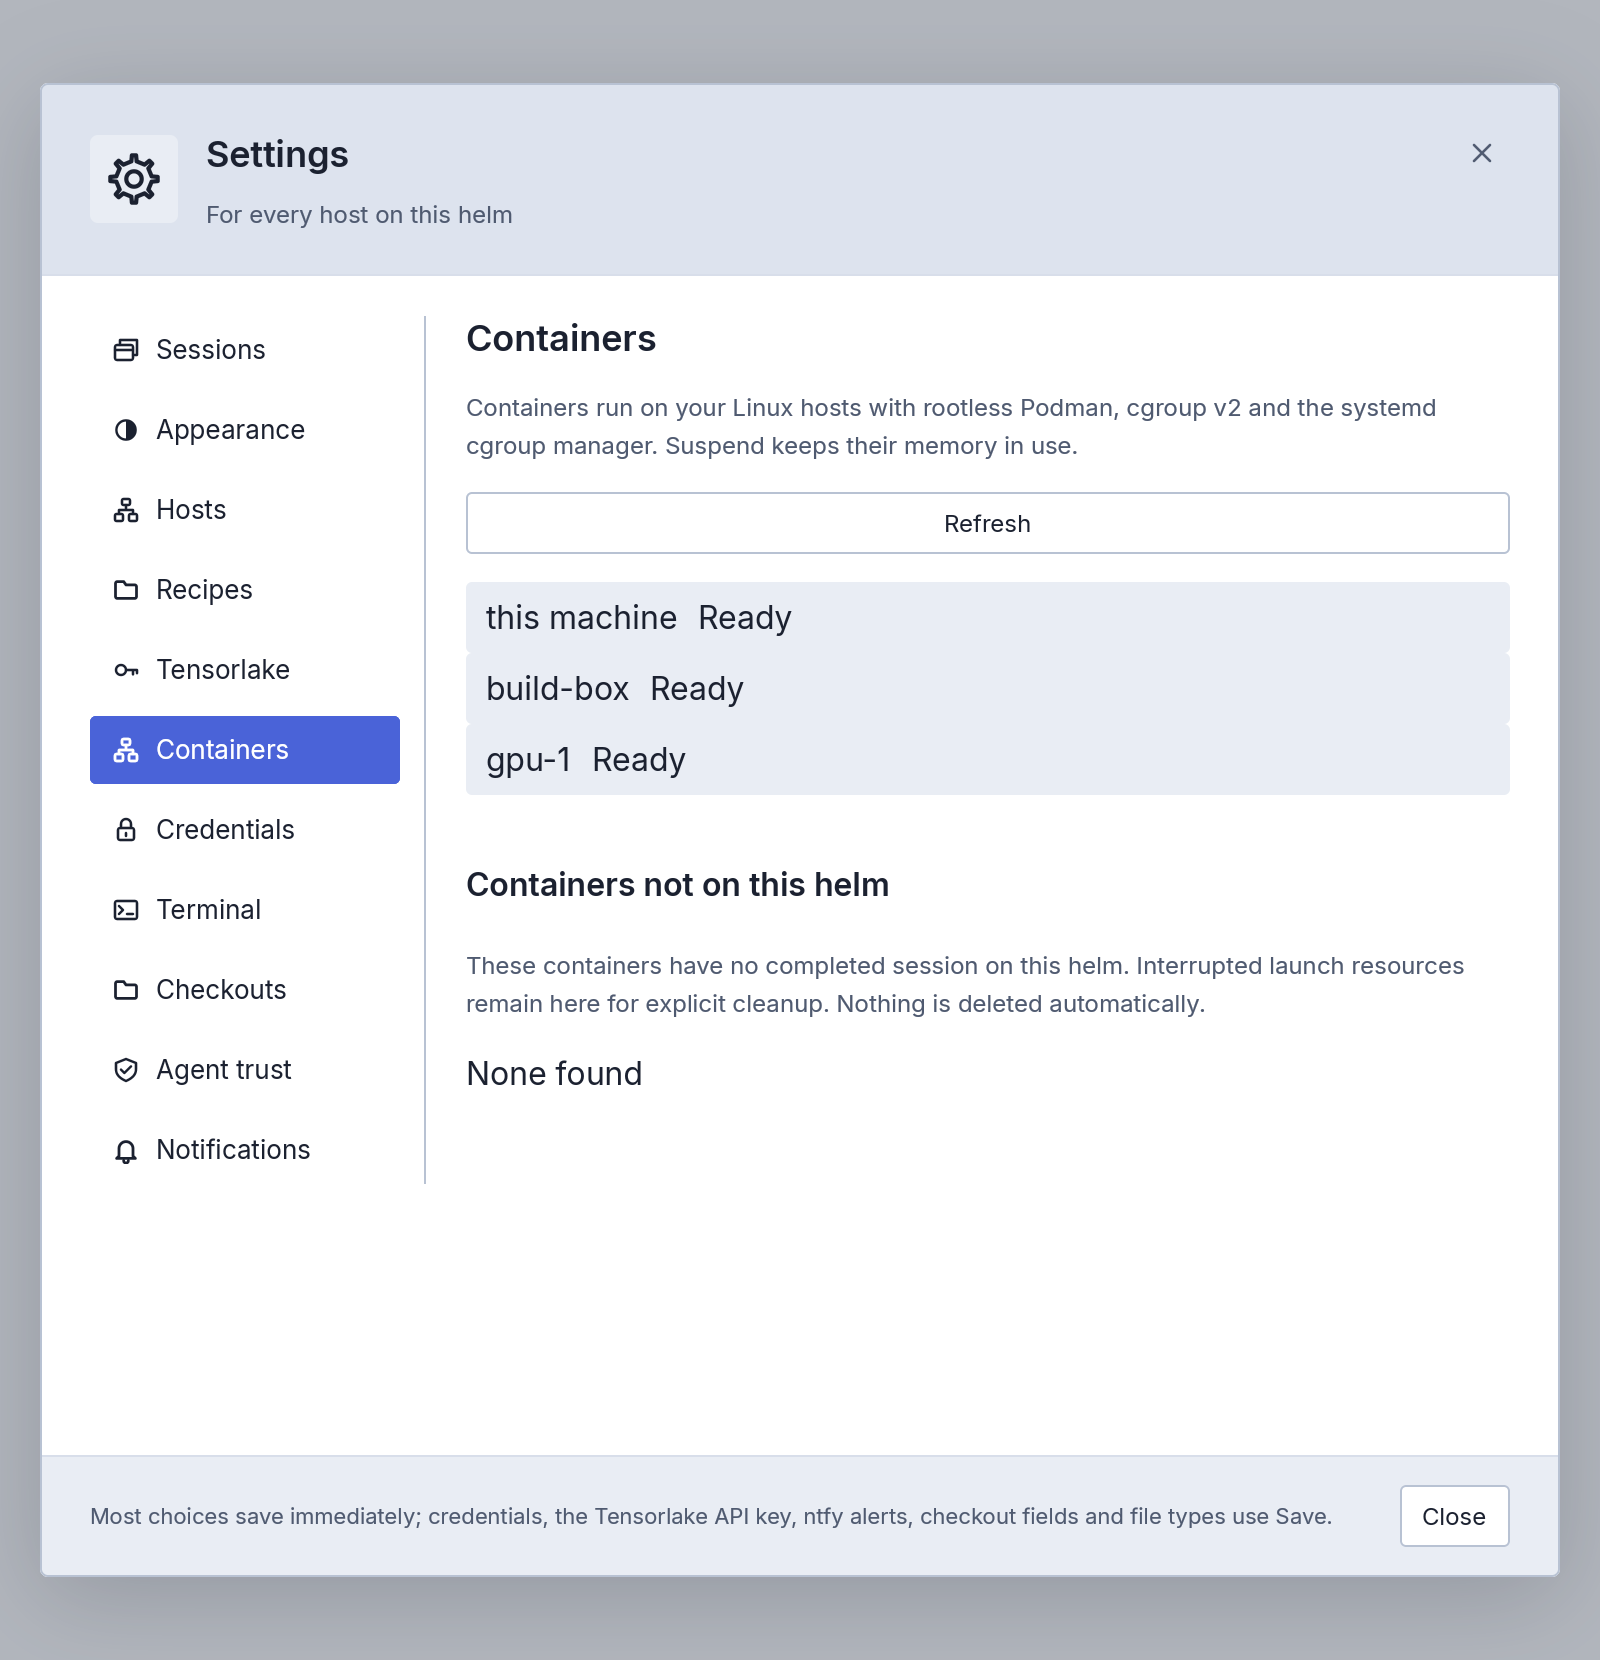 Settings
For every host on this helm
Sessions
Appearance
Hosts
Recipes
Tensorlake
Containers
Credentials
Terminal
Checkouts
Agent trust
Notifications
Containers
Containers run on your Linux hosts with rootless Podman, cgroup v2 and the systemd
cgroup manager. Suspend keeps their memory in use.
Refresh
this machine Ready
build-box Ready
gpu-1 Ready
Containers not on this helm
These containers have no completed session on this helm. Interrupted launch resources
remain here for explicit cleanup. Nothing is deleted automatically.
None found
Most choices save immediately; credentials, the Tensorlake API key, ntfy alerts, checkout fields and file types use Save.
Close